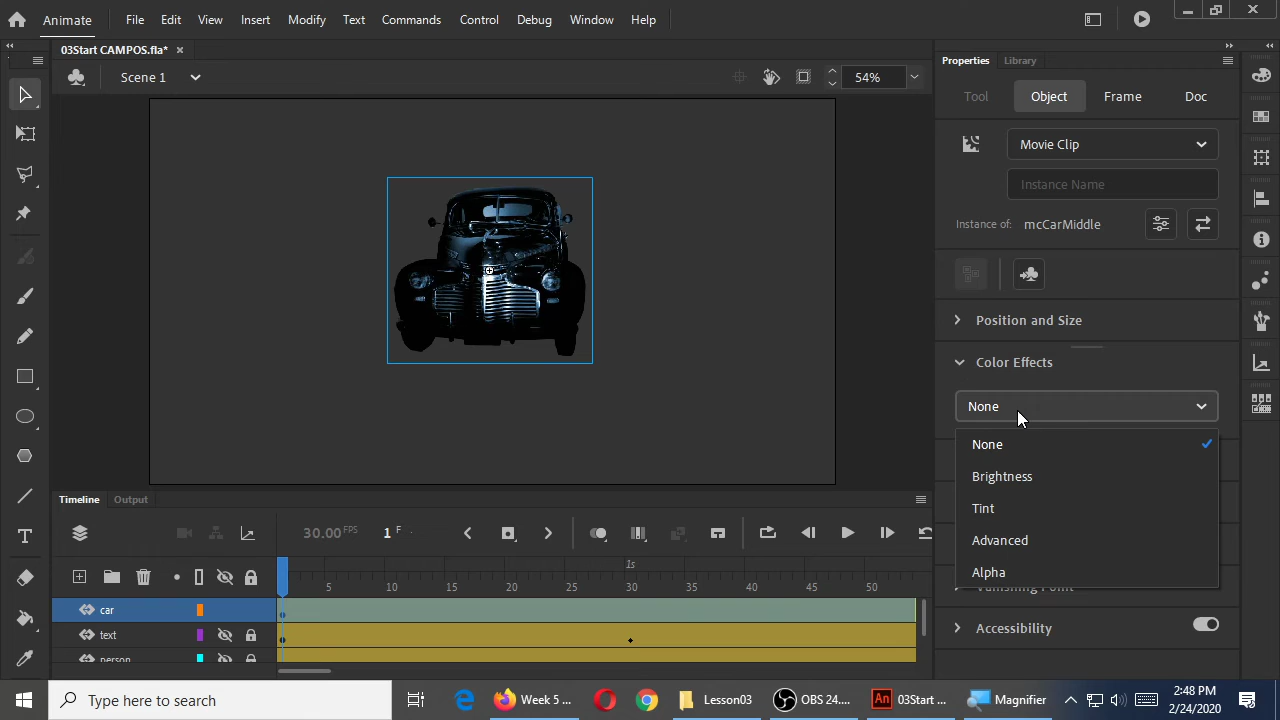 Animate File Edit View Insert Modify Text Commands Control Debug Window Help
03Start CAMPOS.fla*
Scene 1 54%
Properties Library
Tool Object Frame Doc
Movie Clip
Instance Name
Instance of: mcCarMiddle
Position and Size
Color Effects
None
None
Brightness
Tint
Advanced
Alpha
Accessibility
Timeline Output
30.00 FPS 1 F
1s
5 10 15 20 25 30 35 40 45 50
car
text
person
Type here to search
Week 5 ...
Lesson03
OBS 24....
An 03Start ...
Magnifier
2:48 PM
2/24/2020